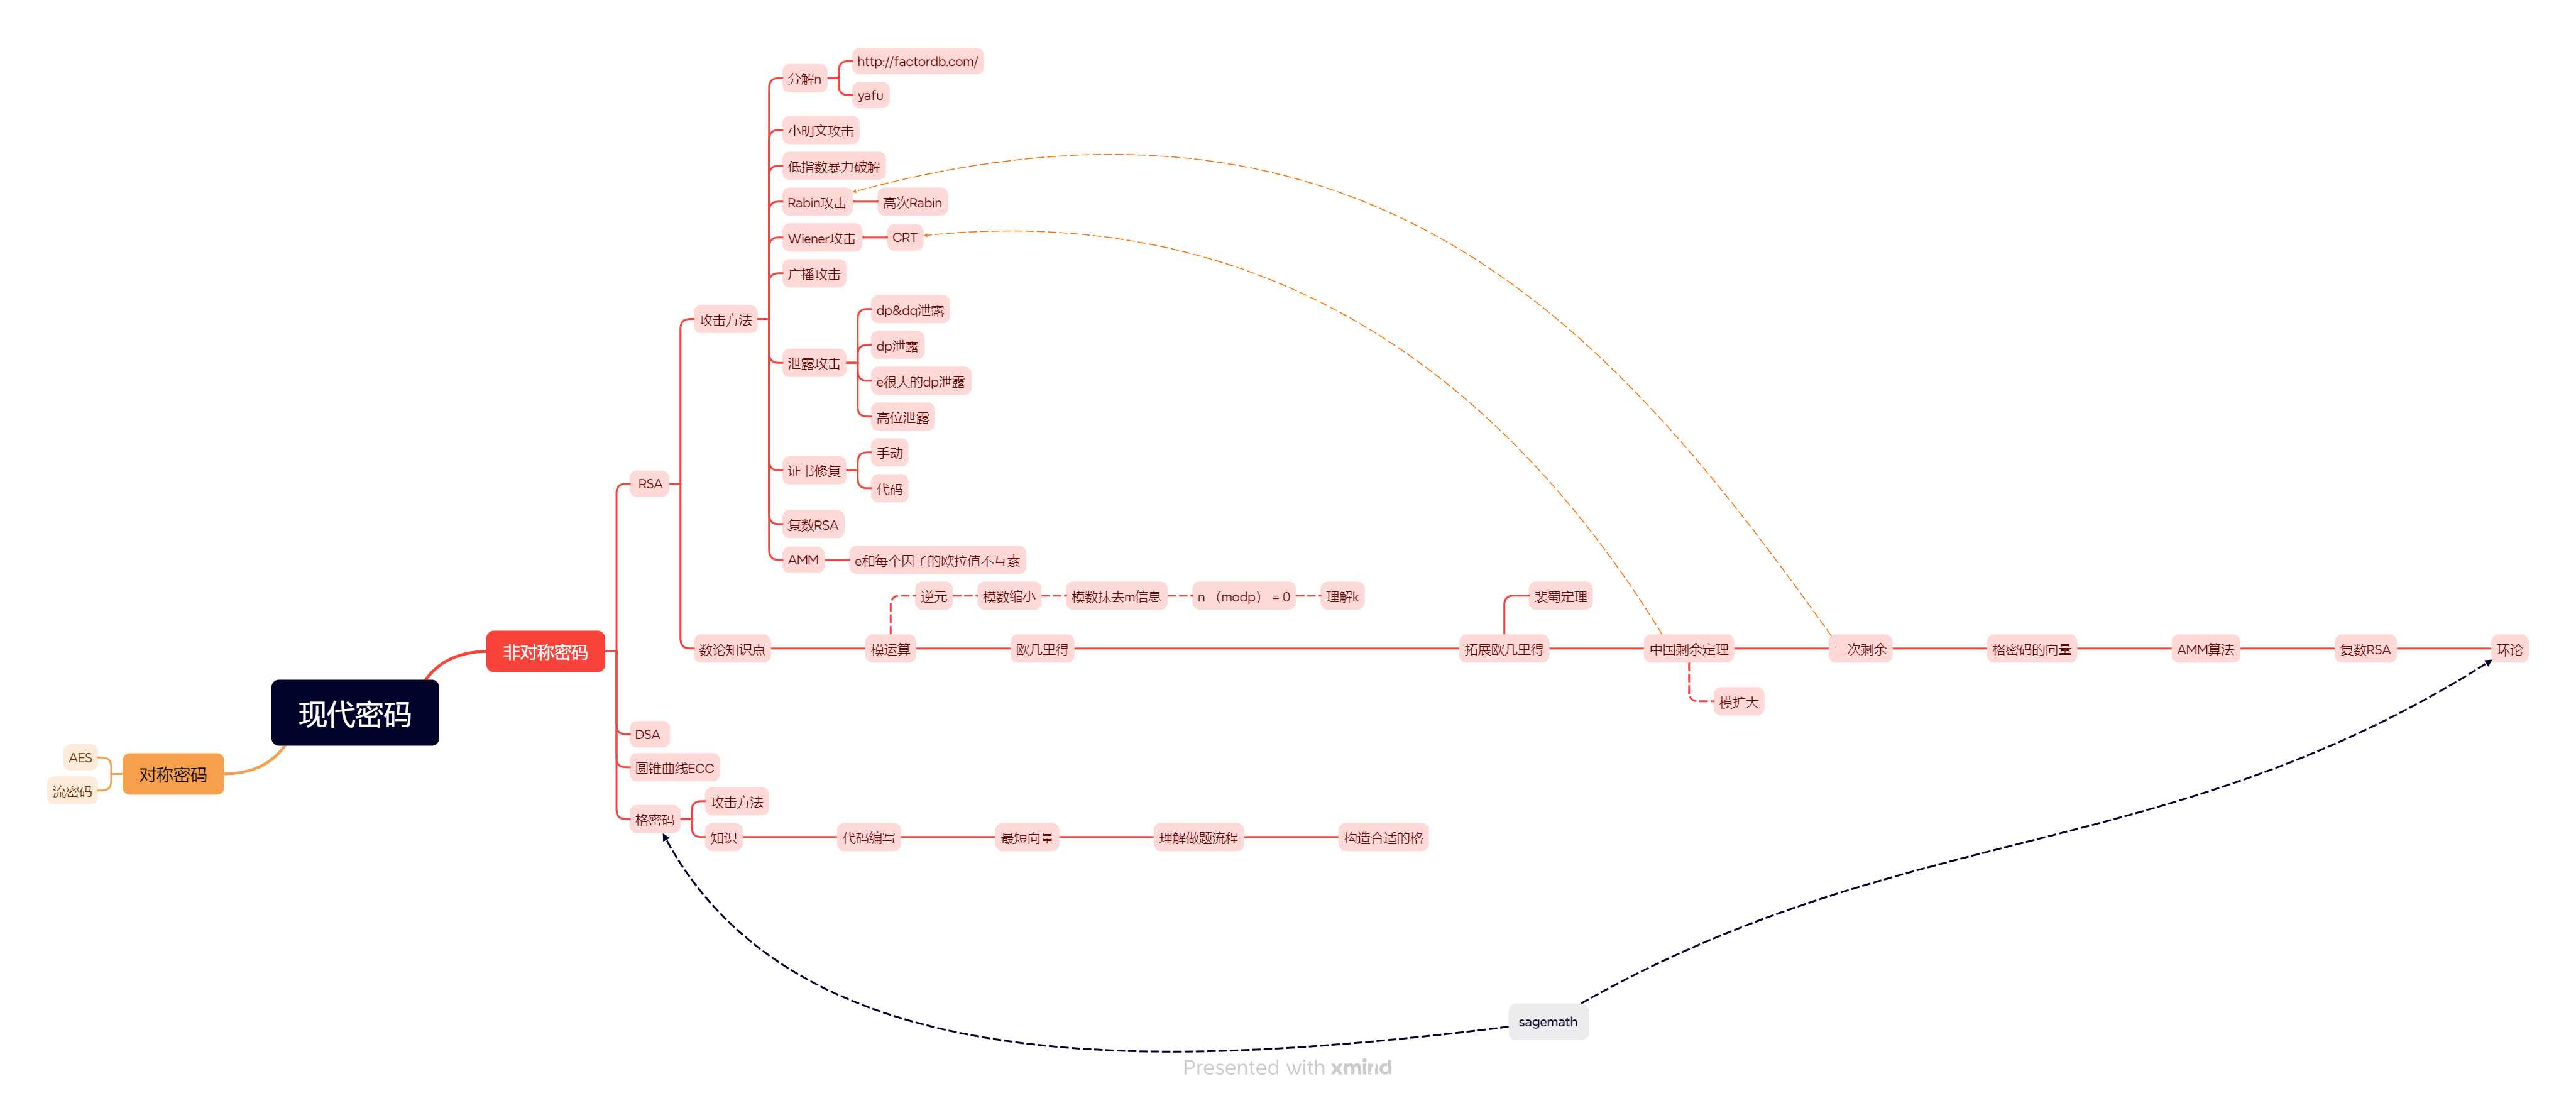 http://factordb.com/
分解n
yafu
小明文攻击
低指数暴力破解
Rabin攻击
高次Rabin
Wiener攻击
CRT
广播攻击
攻击方法
dp&dq泄露
dp泄露
泄露攻击
e很大的dp泄露
高位泄露
手动
证书修复
代码
RSA
复数RSA
AMM
e和每个因子的欧拉值不互素
逆元
模数缩小
模数抹去m信息
n （modp） = 0
理解k
裴蜀定理
非对称密码
数论知识点
模运算
欧几里得
拓展欧几里得
中国剩余定理
二次剩余
格密码的向量
AMM算法
复数RSA
环论
模扩大
现代密码
DSA
AES
对称密码
流密码
圆锥曲线ECC
格密码
攻击方法
知识
代码编写
最短向量
理解做题流程
构造合适的格
sagemath
Presented with xmind